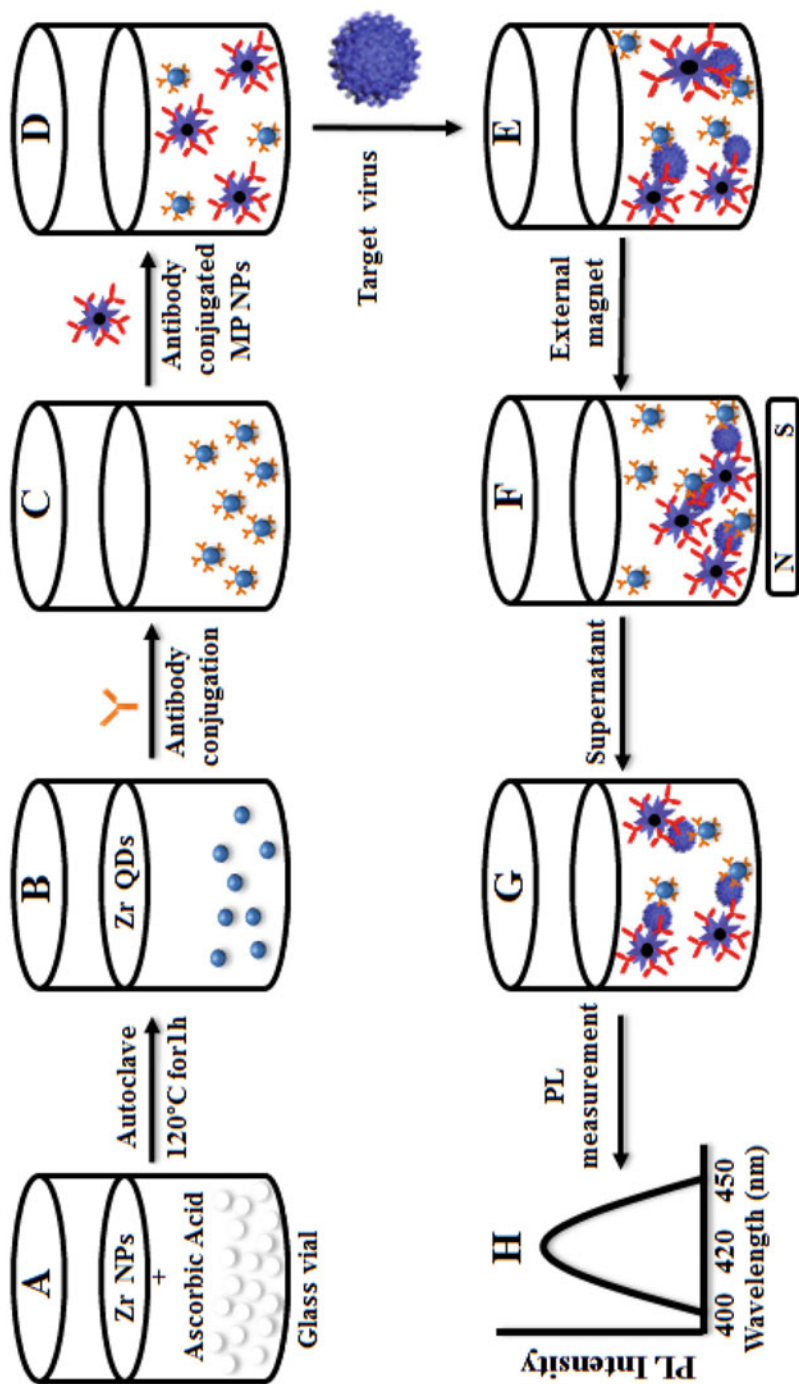 A
Zr NPs
+
Ascorbic Acid
Glass vial
Autoclave
120°C for1h
B
Zr QDs
Antibody
conjugation
C
Antibody
conjugated
MP NPs
D
Target virus
E
External
magnet
F
N S
Supernatant
G
PL
measurement
H
PL Intensity
400 420 450
Wavelength (nm)